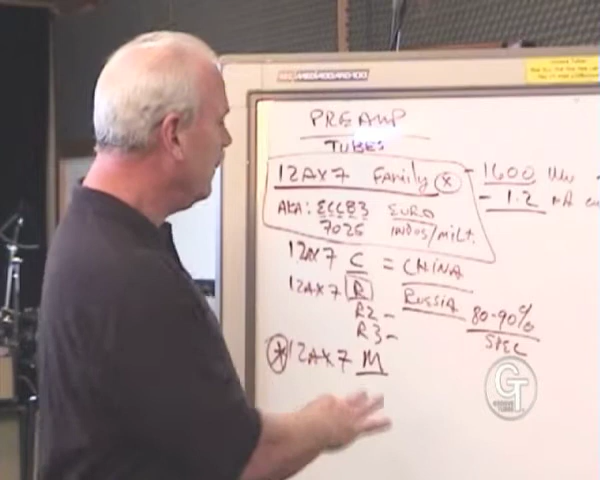 PREAMP
TUBES
12AX7 Family
- 1600
- 1.2 MA
AKA: ECC83 EURO
7025 INDOS/MILT.
12AX7 C = CHINA
12AX7 R RUSSIA 80-90%
R2 - SPEC
R3 -
* 12AX7 M
GT